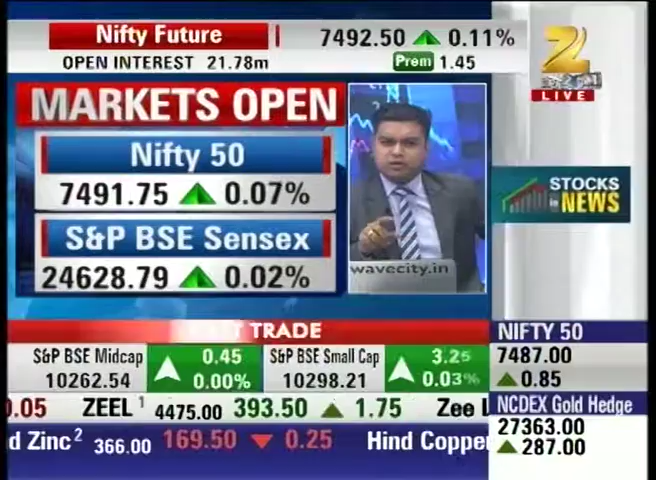 Nifty Future
7492.50 0.11%
OPEN INTEREST 21.78m
Prem 1.45
LIVE
MARKETS OPEN
Nifty 50
7491.75 0.07%
S&P BSE Sensex
24628.79 0.02%
wavecity.in
STOCKS
in NEWS
TRADE
S&P BSE Midcap
10262.54
0.45
0.00%
S&P BSE Small Cap
10298.21
3.25
0.03%
NIFTY 50
7487.00
0.85
0.05 ZEEL 1 4475.00 393.50 1.75 Zee
NCDEX Gold Hedge
27363.00
287.00
d Zinc² 366.00 169.50 0.25 Hind Copper